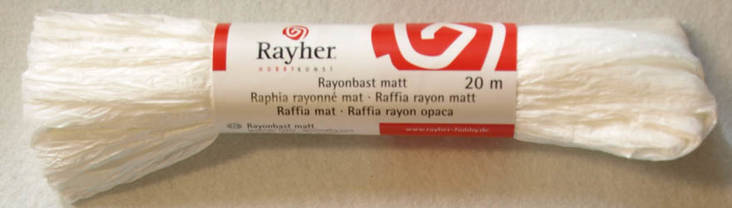 Rayher
HOBBYKUNST
Rayonbast matt 20 m
Raphia rayonné mat · Raffia rayon matt
Raffia mat · Raffia rayon opaca
Rayonbast matt
www.rayher-hobby.de